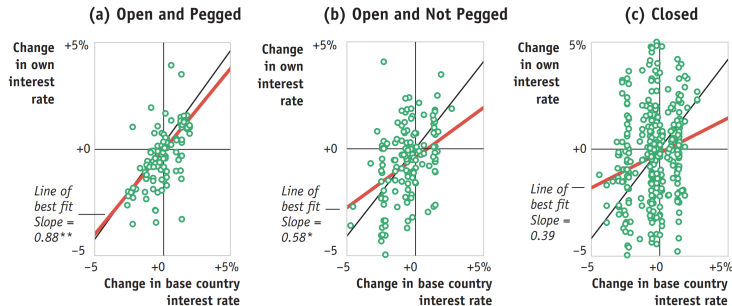 (a) Open and Pegged
Change
in own
interest
rate
+5%
+0
–5
Line of
best fit
Slope =
0.88**
–5
+0
+5%
Change in base country
interest rate
(b) Open and Not Pegged
Change
in own
interest
rate
+5%
+0
–5
Line of
best fit
Slope =
0.58*
–5
+0
+5%
Change in base country
interest rate
(c) Closed
Change
in own
interest
rate
5%
+0
–5
Line of
best fit
Slope =
0.39
–5
+0
+5%
Change in base country
interest rate